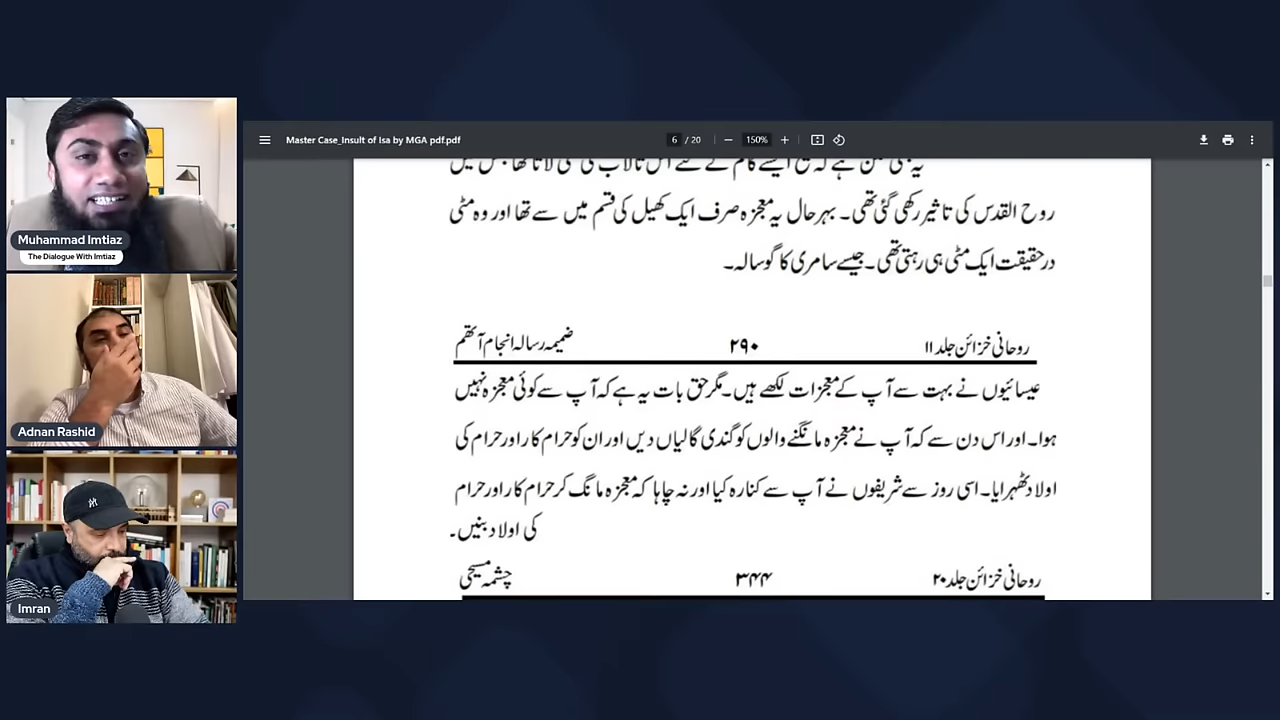 Master Case_Insult of Isa by MGA pdf.pdf
6 / 20
150%
Muhammad Imtiaz
The Dialogue With Imtiaz
Adnan Rashid
Imran
روح القدس کی تاثیر رکھی گئی تھی۔ بہر حال یہ معجزہ صرف ایک کھیل کی قسم میں سے تھا اور وہ مٹی
درحقیقت ایک مٹی ہی رہتی تھی۔ جیسے سامری کا گوسالہ۔
روحانی خزائن جلد ۱۱ ۲۹۰ ضمیمہ رسالہ انجام آتھم
عیسائیوں نے بہت سے آپ کے معجزات لکھے ہیں۔ مگر حق بات یہ ہے کہ آپ سے کوئی معجزہ نہیں
ہوا۔ اور اس دن سے کہ آپ نے معجزہ مانگنے والوں کو گندی گالیاں دیں اور ان کو حرام کار اور حرام کی
اولاد ٹھہرایا۔ اسی روز سے شریفوں نے آپ سے کنارہ کیا اور نہ چاہا کہ معجزہ مانگ کر حرام کار اور حرام
کی اولاد بنیں۔
روحانی خزائن جلد ۲۰ ۳۴۴ چشمہ مسیحی